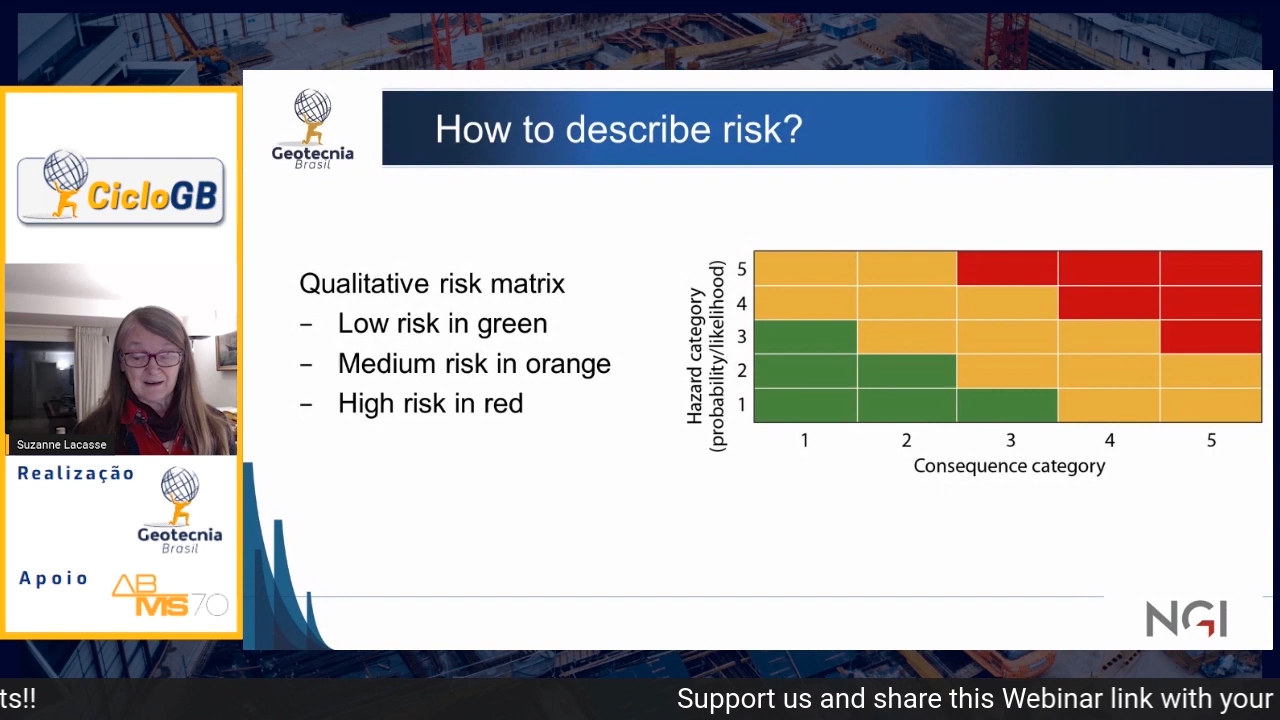 CicloGB
Suzanne Lacasse
Realização
Geotecnia
Brasil
Apoio
ABMS70
Geotecnia
Brasil
How to describe risk?
Qualitative risk matrix
– Low risk in green
– Medium risk in orange
– High risk in red
Hazard category
(probability/likelihood)
5
4
3
2
1
1 2 3 4 5
Consequence category
NGI
ts!! Support us and share this Webinar link with your